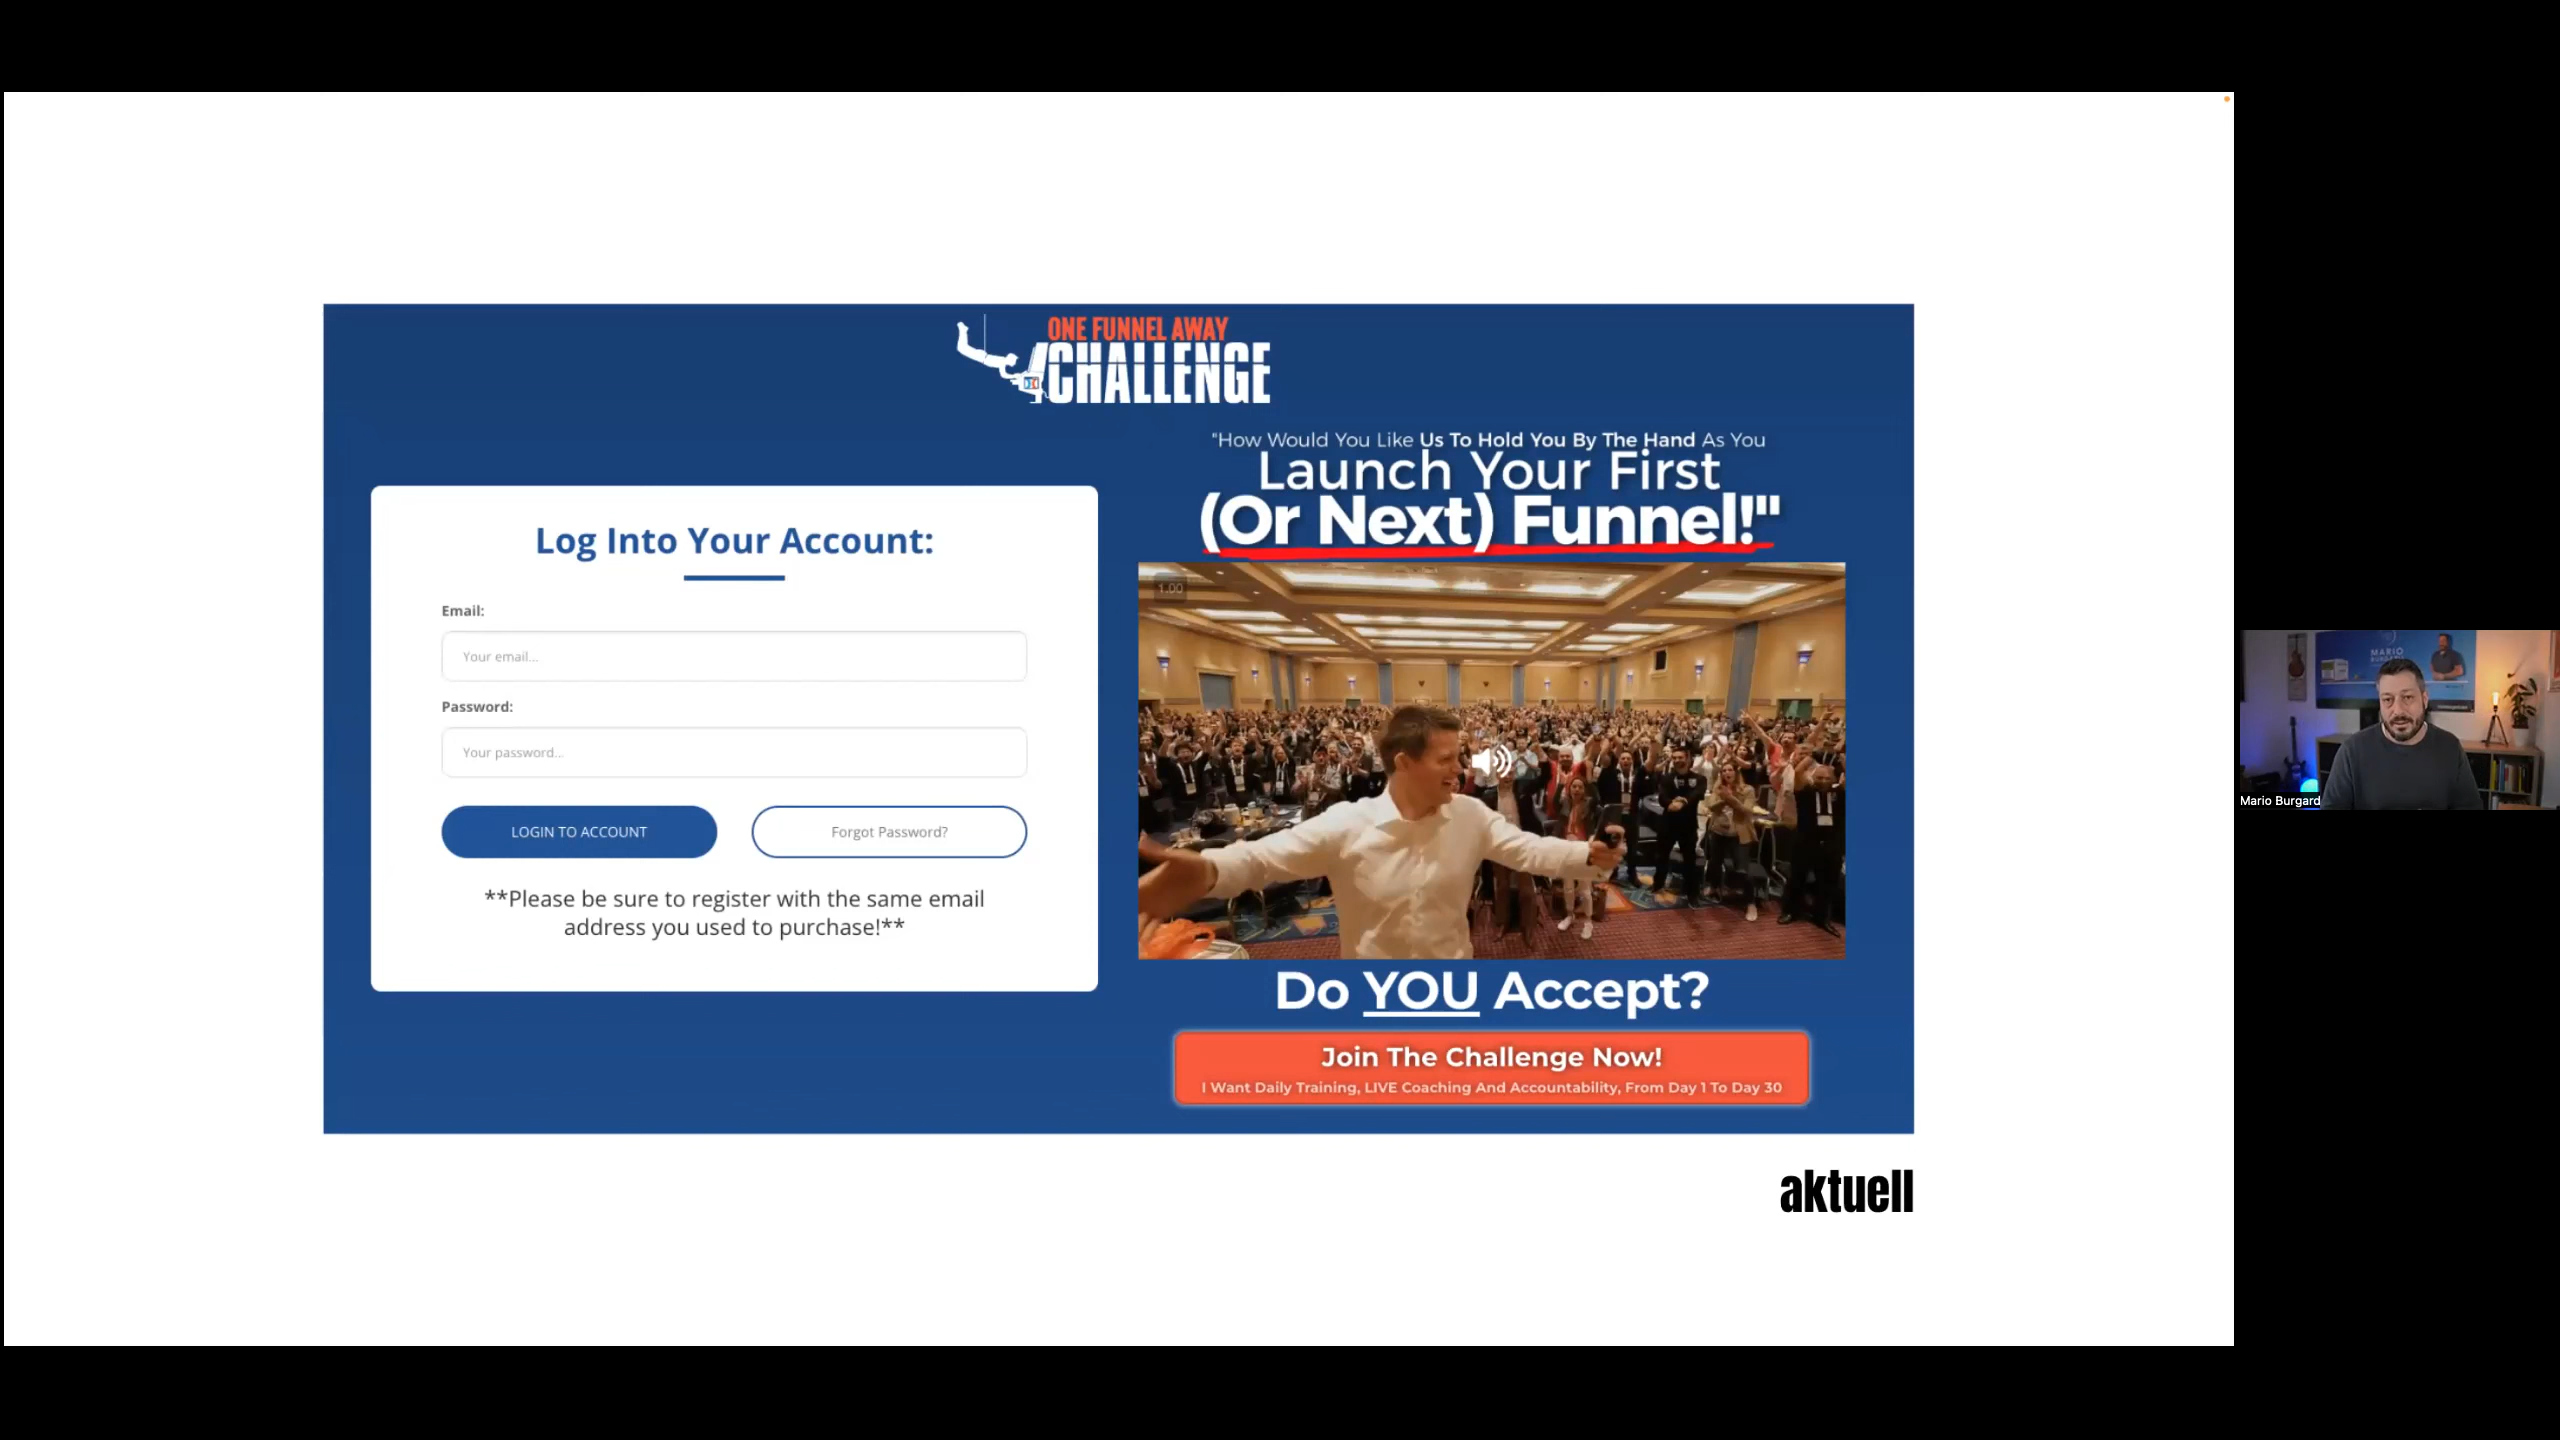 ONE FUNNEL AWAY
CHALLENGE
"How Would You Like Us To Hold You By The Hand As You
Launch Your First
(Or Next) Funnel!"
Log Into Your Account:
Email:
Your email...
Password:
Your password...
LOGIN TO ACCOUNT
Forgot Password?
**Please be sure to register with the same email
address you used to purchase!**
1.00
Do YOU Accept?
Join The Challenge Now!
I Want Daily Training, LIVE Coaching And Accountability, From Day 1 To Day 30
aktuell
MARIO
Mario Burgard